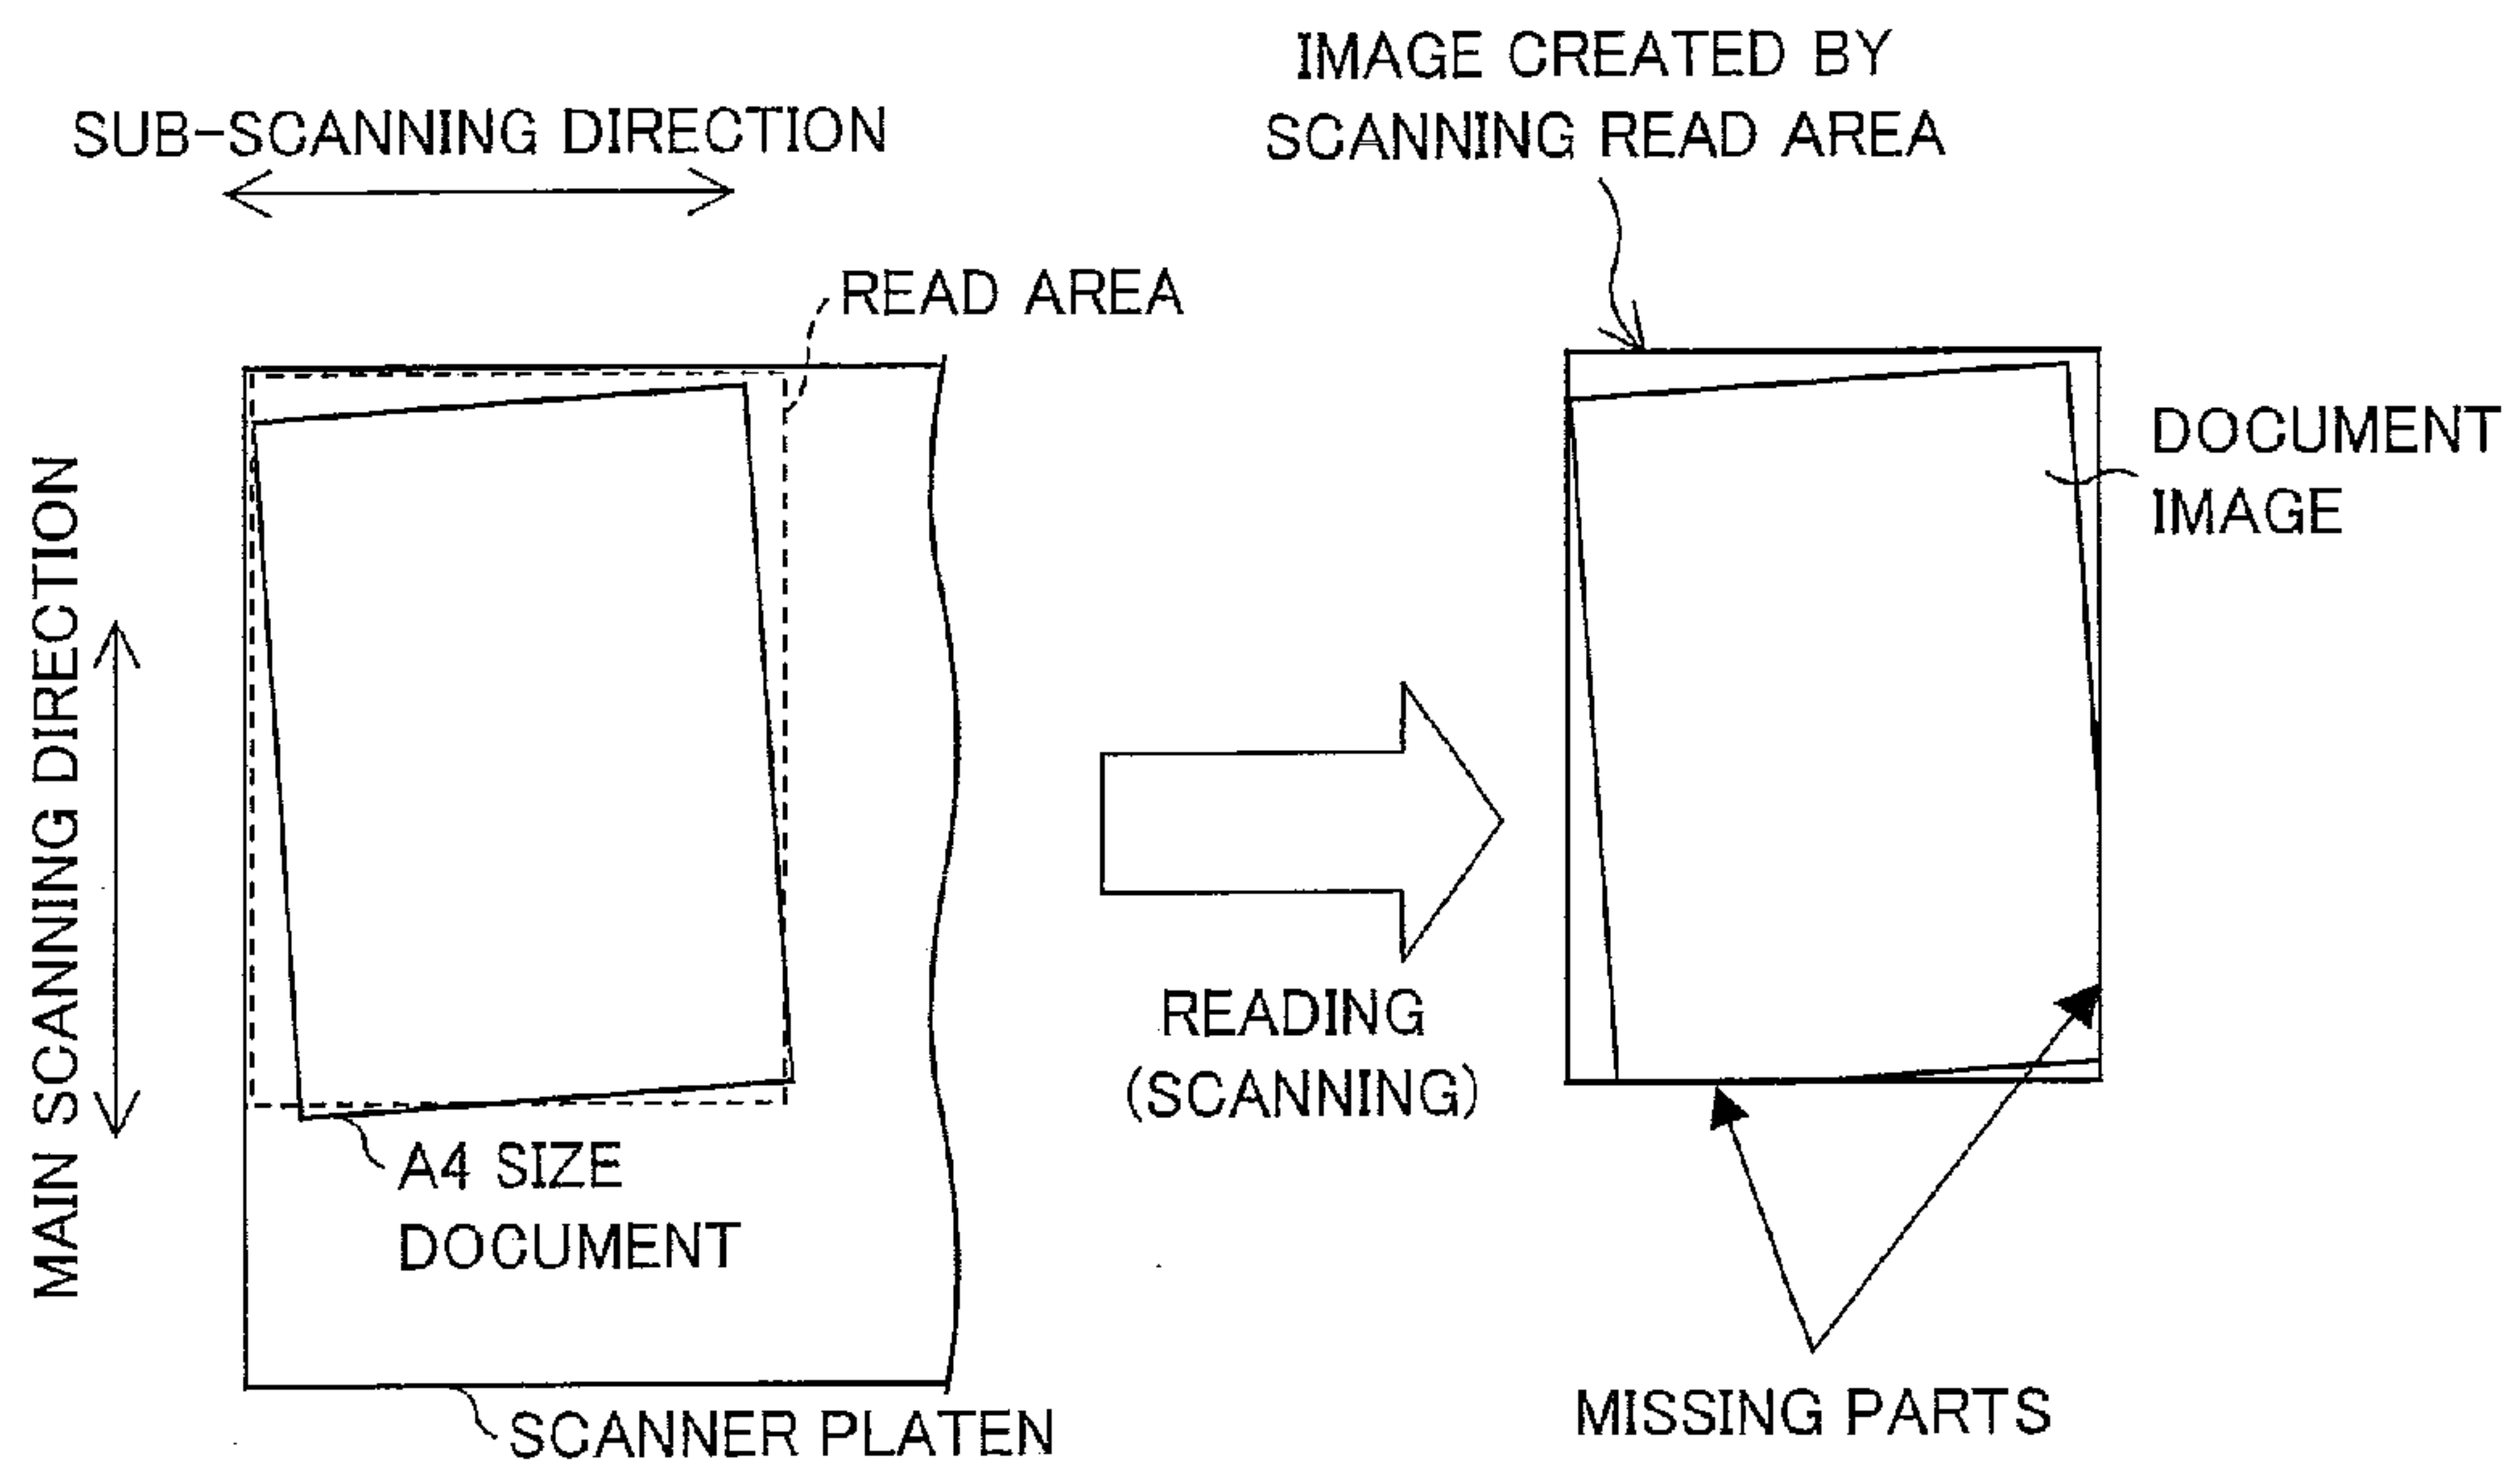 IMAGE CREATED BY
SCANNING READ AREA
SUB-SCANNING DIRECTION
READ AREA
DOCUMENT
IMAGE
MAIN SCANNING DIRECTION
READING
(SCANNING)
A4 SIZE
DOCUMENT
SCANNER PLATEN
MISSING PARTS